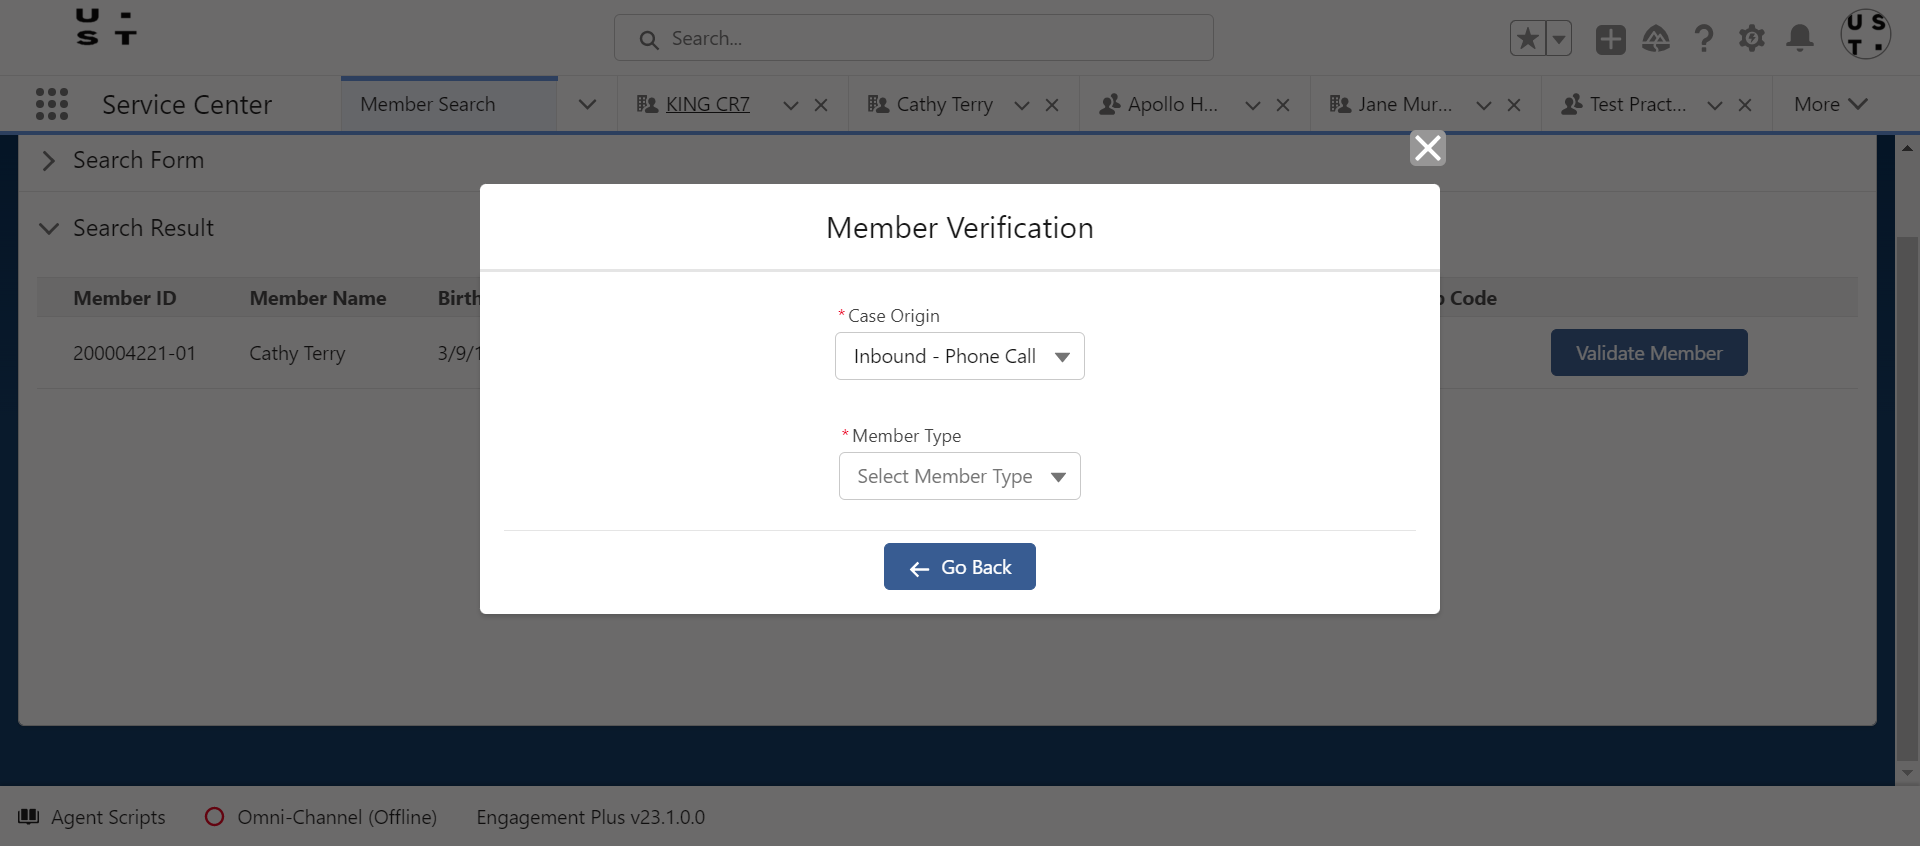 U
ST
Search...
U S
T
Service Center
Member Search
KING CR7
Cathy Terry
Apollo H...
Jane Mur...
Test Pract...
More
Search Form
Search Result
Member Verification
Member ID Member Name Birth Code
*Case Origin
200004221-01 Cathy Terry 3/9/1 Inbound - Phone Call Validate Member
*Member Type
Select Member Type
Go Back
Agent Scripts Omni-Channel (Offline) Engagement Plus v23.1.0.0